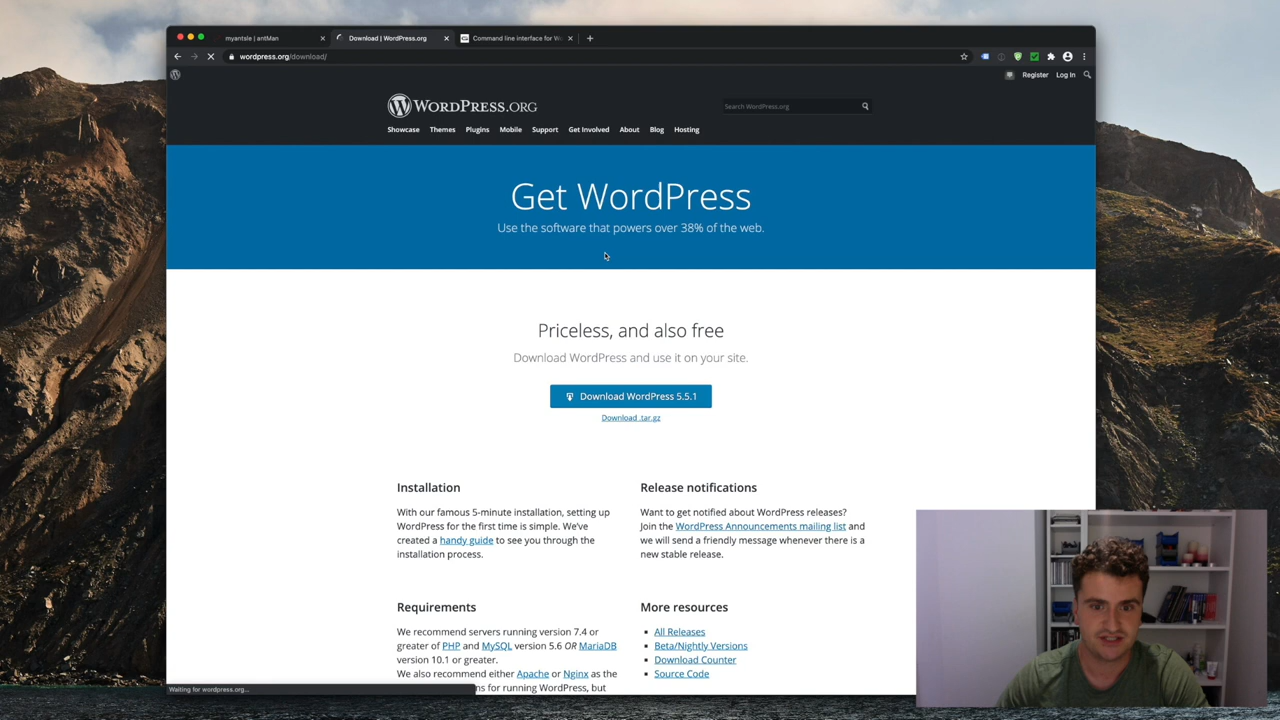 myantsle | antMan
Download | WordPress.org
Command line interface for W
wordpress.org/download/
Register
Log In
WORDPRESS.ORG
Search WordPress.org
Showcase
Themes
Plugins
Mobile
Support
Get Involved
About
Blog
Hosting
Get WordPress
Use the software that powers over 38% of the web.
Priceless, and also free
Download WordPress and use it on your site.
Download WordPress 5.5.1
Download .tar.gz
Installation
With our famous 5-minute installation, setting up
WordPress for the first time is simple. We've
created a handy guide to see you through the
installation process.
Release notifications
Want to get notified about WordPress releases?
Join the WordPress Announcements mailing list and
we will send a friendly message whenever there is a
new stable release.
Requirements
We recommend servers running version 7.4 or
greater of PHP and MySQL version 5.6 OR MariaDB
version 10.1 or greater.
We also recommend either Apache or Nginx as the
ns for running WordPress, but
More resources
All Releases
Beta/Nightly Versions
Download Counter
Source Code
Waiting for wordpress.org...